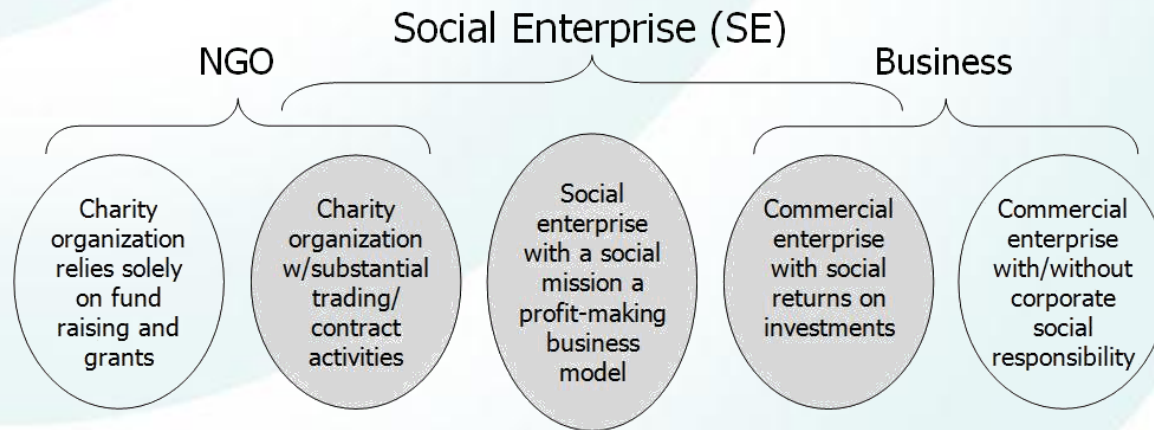 Social Enterprise (SE)
NGO
Business
Charity
organization
relies solely
on fund
raising and
grants
Charity
organization
w/substantial
trading/
contract
activities
Social
enterprise
with a social
mission a
profit-making
business
model
Commercial
enterprise
with social
returns on
investments
Commercial
enterprise
with/without
corporate
social
responsibility